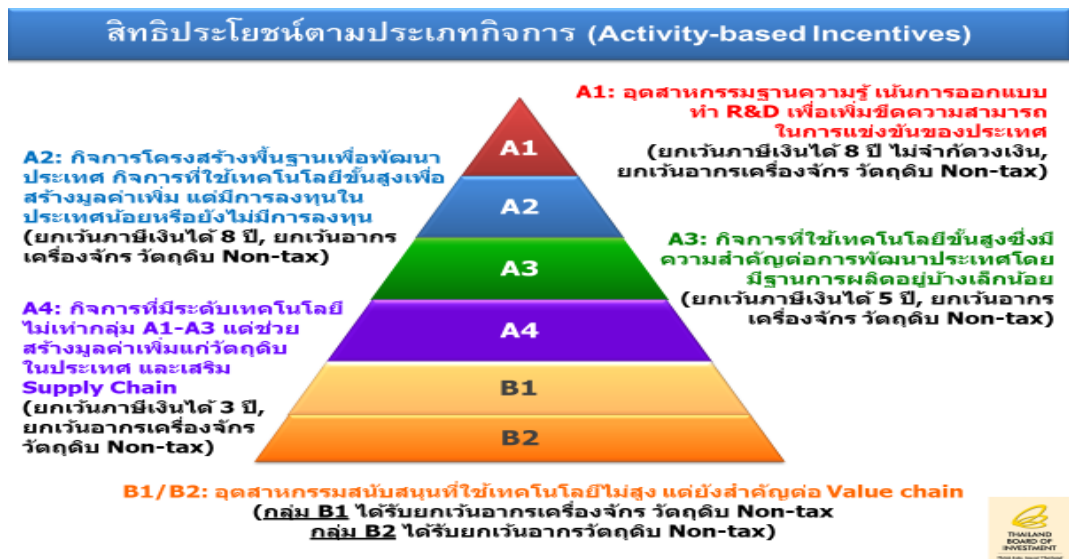 สิทธิประโยชน์ตามประเภทกิจการ (Activity-based Incentives)
A1: อุตสาหกรรมฐานความรู้ เน้นการออกแบบ
ทำ R&D เพื่อเพิ่มขีดความสามารถ
ในการแข่งขันของประเทศ
(ยกเว้นภาษีเงินได้ 8 ปี ไม่จำกัดวงเงิน,
ยกเว้นอากรเครื่องจักร วัตถุดิบ Non-tax)
A2: กิจการโครงสร้างพื้นฐานเพื่อพัฒนา
ประเทศ กิจการที่ใช้เทคโนโลยีขั้นสูงเพื่อ
สร้างมูลค่าเพิ่ม แต่มีการลงทุนใน
ประเทศน้อยหรือยังไม่มีการลงทุน
(ยกเว้นภาษีเงินได้ 8 ปี, ยกเว้นอากร
เครื่องจักร วัตถุดิบ Non-tax)
A3: กิจการที่ใช้เทคโนโลยีขั้นสูงซึ่งมี
ความสำคัญต่อการพัฒนาประเทศโดย
มีฐานการผลิตอยู่บ้างเล็กน้อย
(ยกเว้นภาษีเงินได้ 5 ปี, ยกเว้นอากร
เครื่องจักร วัตถุดิบ Non-tax)
A4: กิจการที่มีระดับเทคโนโลยี
ไม่เท่ากลุ่ม A1-A3 แต่ช่วย
สร้างมูลค่าเพิ่มแก่วัตถุดิบ
ในประเทศ และเสริม
Supply Chain
(ยกเว้นภาษีเงินได้ 3 ปี,
ยกเว้นอากรเครื่องจักร
วัตถุดิบ Non-tax)
A1
A2
A3
A4
B1
B2
B1/B2: อุตสาหกรรมสนับสนุนที่ใช้เทคโนโลยีไม่สูง แต่ยังสำคัญต่อ Value chain
(กลุ่ม B1 ได้รับยกเว้นอากรเครื่องจักร วัตถุดิบ Non-tax
กลุ่ม B2 ได้รับยกเว้นอากรวัตถุดิบ Non-tax)
THAILAND
BOARD OF
INVESTMENT